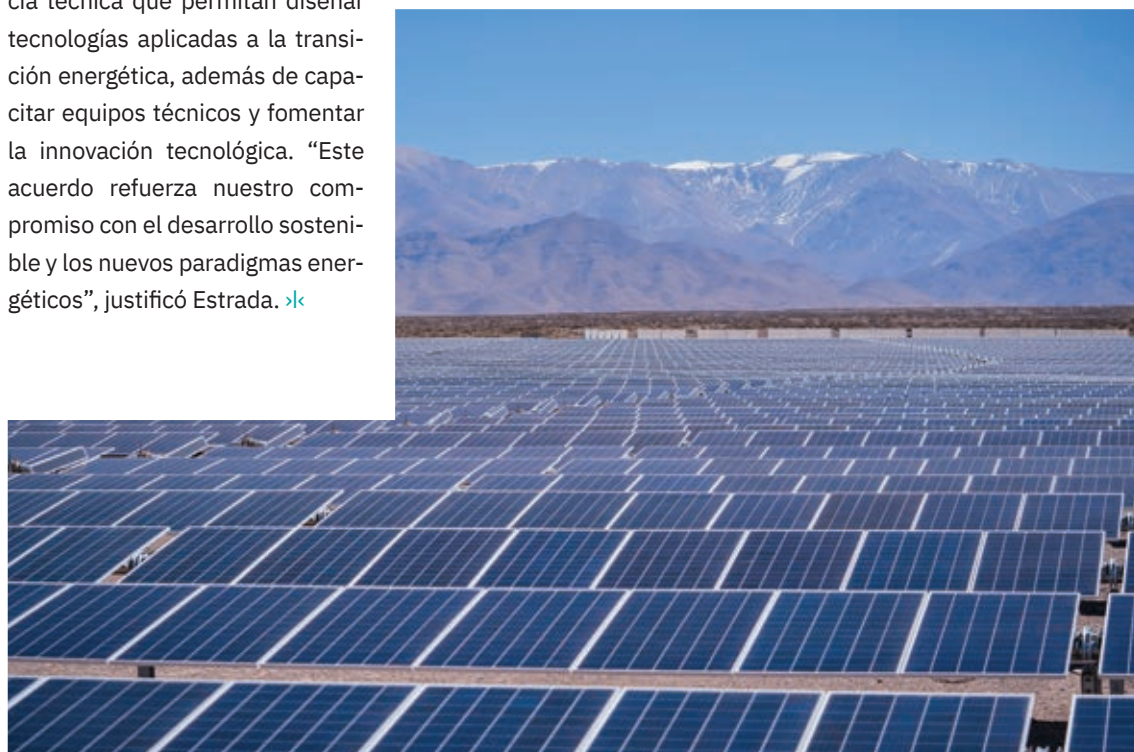 cia técnica que permitan diseñar
tecnologías aplicadas a la transi-
ción energética, además de capa-
citar equipos técnicos y fomentar
la innovación tecnológica. “Este
acuerdo refuerza nuestro com-
promiso con el desarrollo sosteni-
ble y los nuevos paradigmas ener-
géticos”, justificó Estrada.